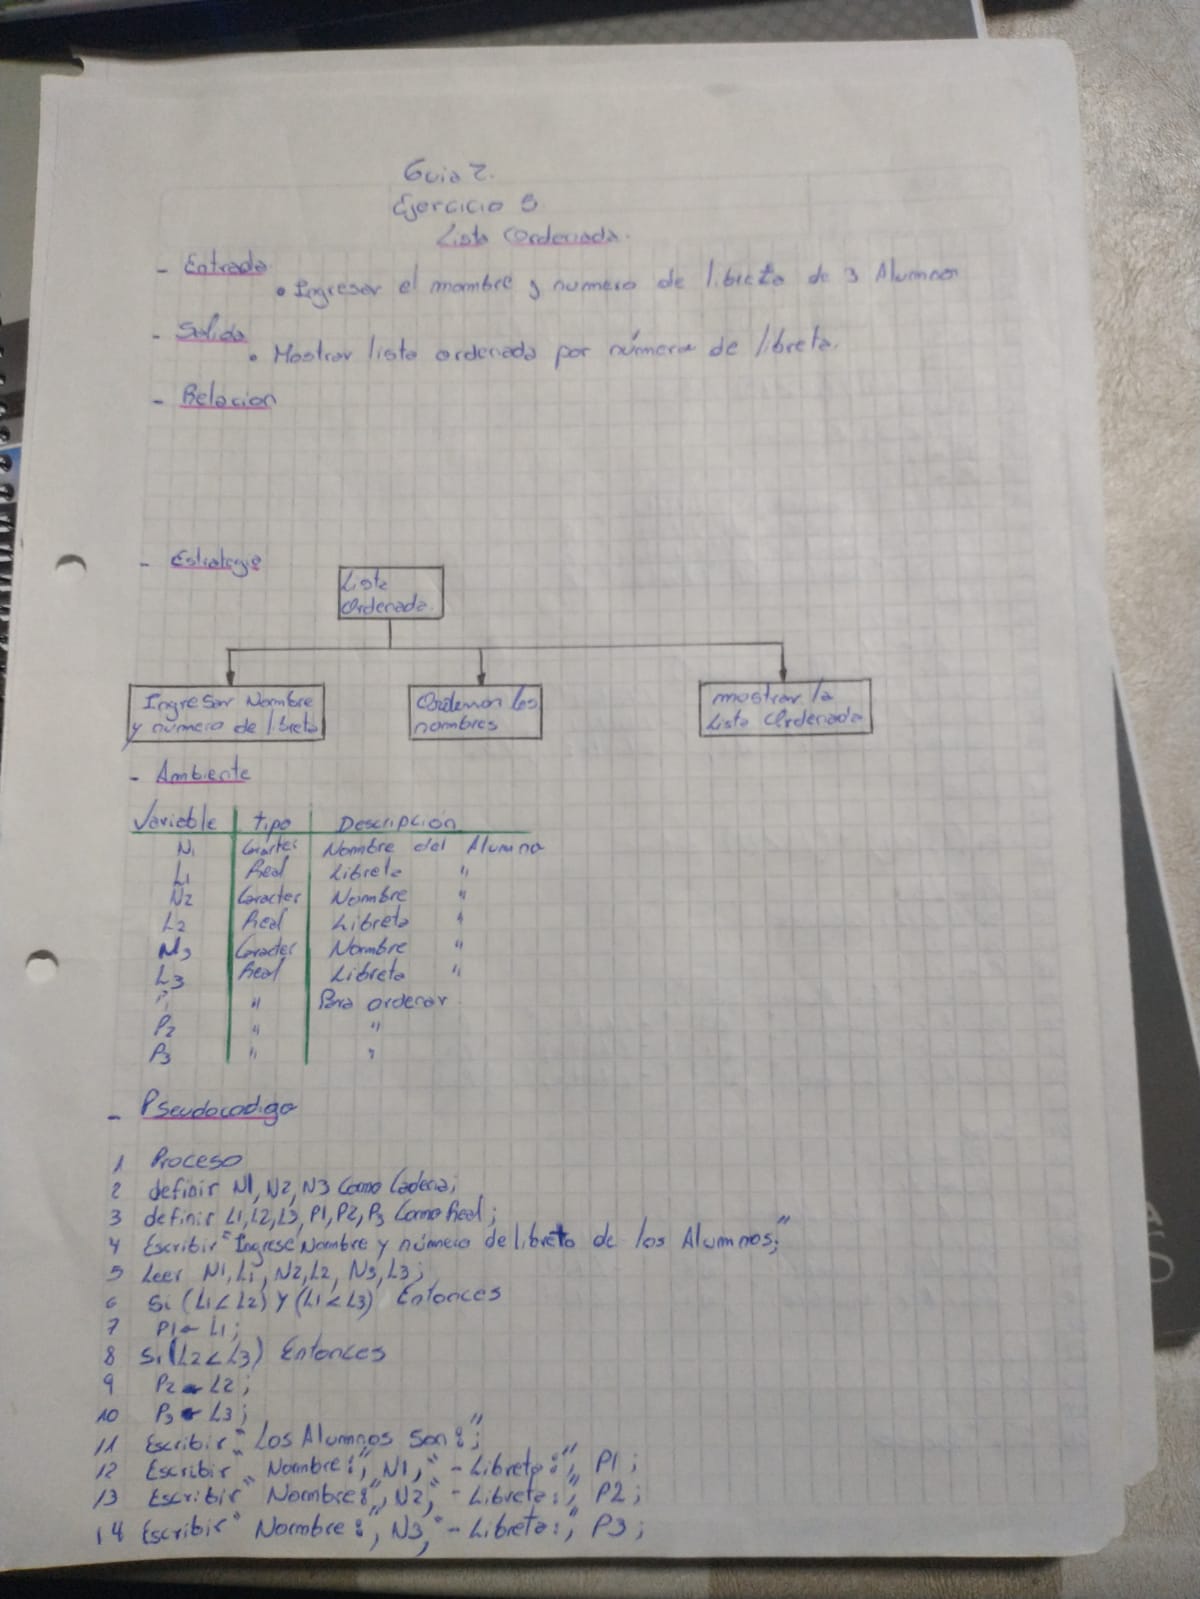 Guia 2.
Ejercicio 5
Lista Ordenada.
- Entrada
• Ingresar el nombre y numero de libreta de 3 Alumnos
- Salida
• Mostrar lista ordenada por número de libreta.
- Relacion
- Estrategia
Lista
Ordenada
Ingresar Nombre
y número de libreta
Ordenan los
nombres
mostrar la
Lista Ordenada
- Ambiente
Variable tipo Descripción
N1 Caracter Nombre del Alumno
L1 Real Libreta "
N2 Caracter Nombre "
L2 Real Libreta "
N3 Caracter Nombre "
L3 Real Libreta "
P1 " Para ordenar
P2 " "
P3 " "
- Pseudocodigo
1 Proceso
2 definir N1, N2, N3 Como Cadena;
3 definir L1, L2, L3, P1, P2, P3 Como Real;
4 Escribir "Ingrese Nombre y número de libreta de los Alumnos;"
5 Leer N1, L1, N2, L2, N3, L3;
6 Si (L1 < L2) Y (L1 < L3) Entonces
7 P1 ← L1;
8 Si (L2 < L3) Entonces
9 P2 ← L2;
10 P3 ← L3;
11 Escribir "Los Alumnos Son:";
12 Escribir "Nombre:", N1, "- Libreta:", P1;
13 Escribir "Nombre:", N2, "- Libreta:", P2;
14 Escribir "Nombre:", N3, "- Libreta:", P3;